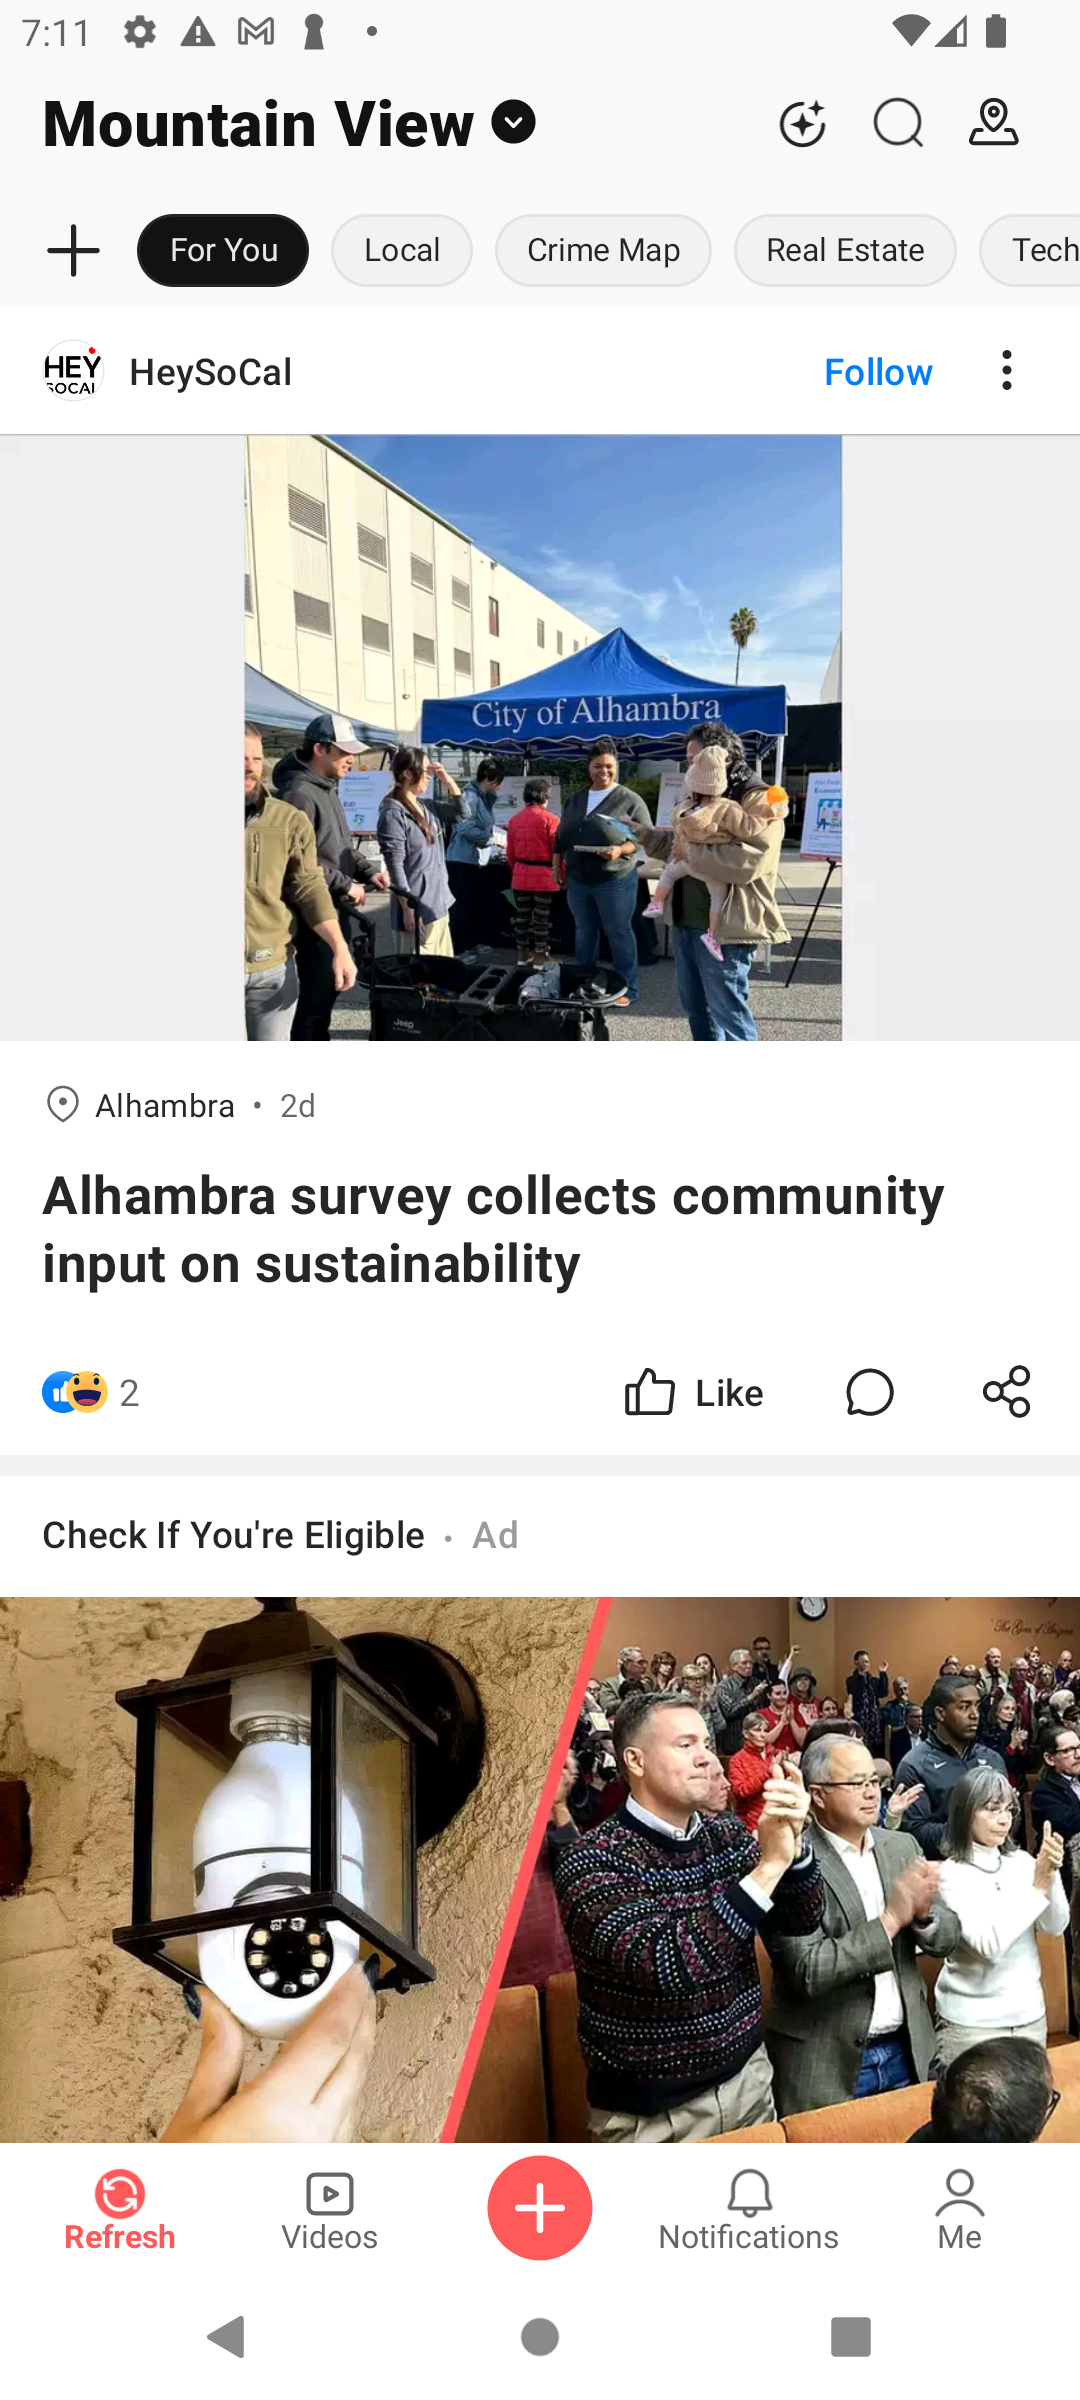 7:11
Mountain View
For You
Local
Crime Map
Real Estate
Tech
HEY
SOCAL
HeySoCal
Follow
City of Alhambra
Jeep
Alhambra • 2d
Alhambra survey collects community
input on sustainability
2
Like
Check If You're Eligible • Ad
Refresh
Videos
Notifications
Me